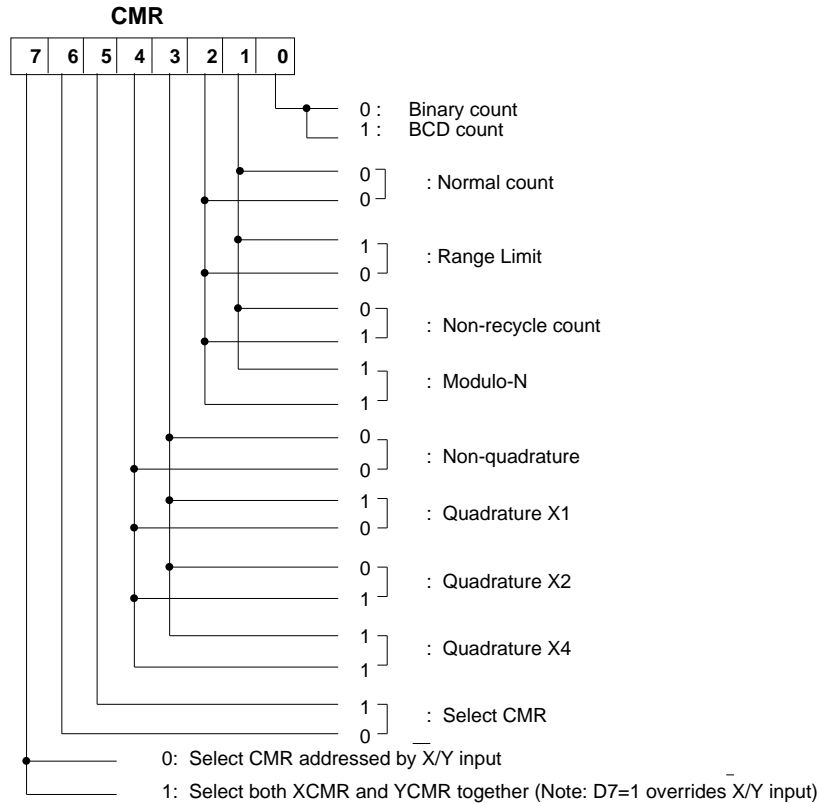 CMR
7 6 5 4 3 2 1 0
0 : Binary count
1 : BCD count
0
: Normal count
0
1
: Range Limit
0
0
: Non-recycle count
1
1
: Modulo-N
1
0
: Non-quadrature
0
1
: Quadrature X1
0
0
: Quadrature X2
1
1
: Quadrature X4
1
1
: Select CMR
0
0: Select CMR addressed by X̅/Y input
1: Select both XCMR and YCMR together (Note: D7=1 overrides X̅/Y input)